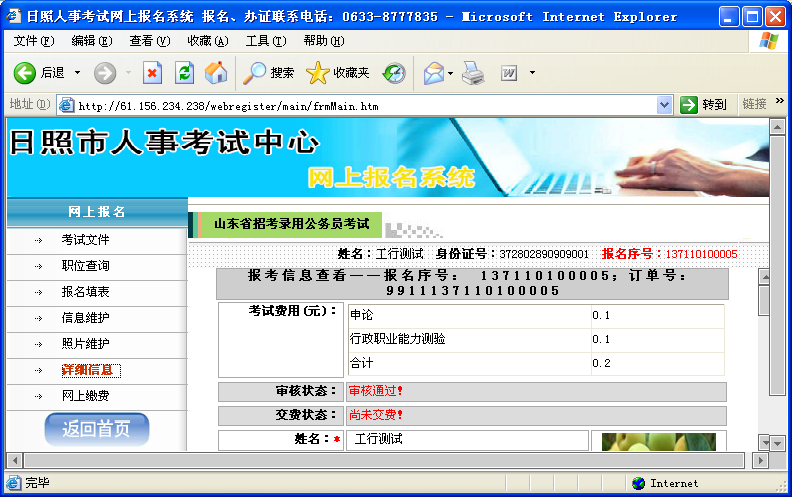 日照人事考试网上报名系统 报名、办证联系电话：0633-8777835 - Microsoft Internet Explorer
文件(F) 编辑(E) 查看(V) 收藏(A) 工具(T) 帮助(H)
后退 搜索 收藏夹
地址(D) http://61.156.234.238/webregister/main/frmMain.htm 转到 链接 »
日照市人事考试中心
网上报名系统
网上报名
山东省招考录用公务员考试
考试文件
职位查询
报名填表
信息维护
照片维护
详细信息
网上缴费
返回首页
姓名：工行测试 身份证号：372802890909001 报名序号：137110100005
报考信息查看——报名序号： 137110100005；订单号：
9911137110100005
考试费用(元)：
申论 0.1
行政职业能力测验 0.1
合计 0.2
审核状态： 审核通过！
交费状态： 尚未交费！
姓名：* 工行测试
完毕 Internet